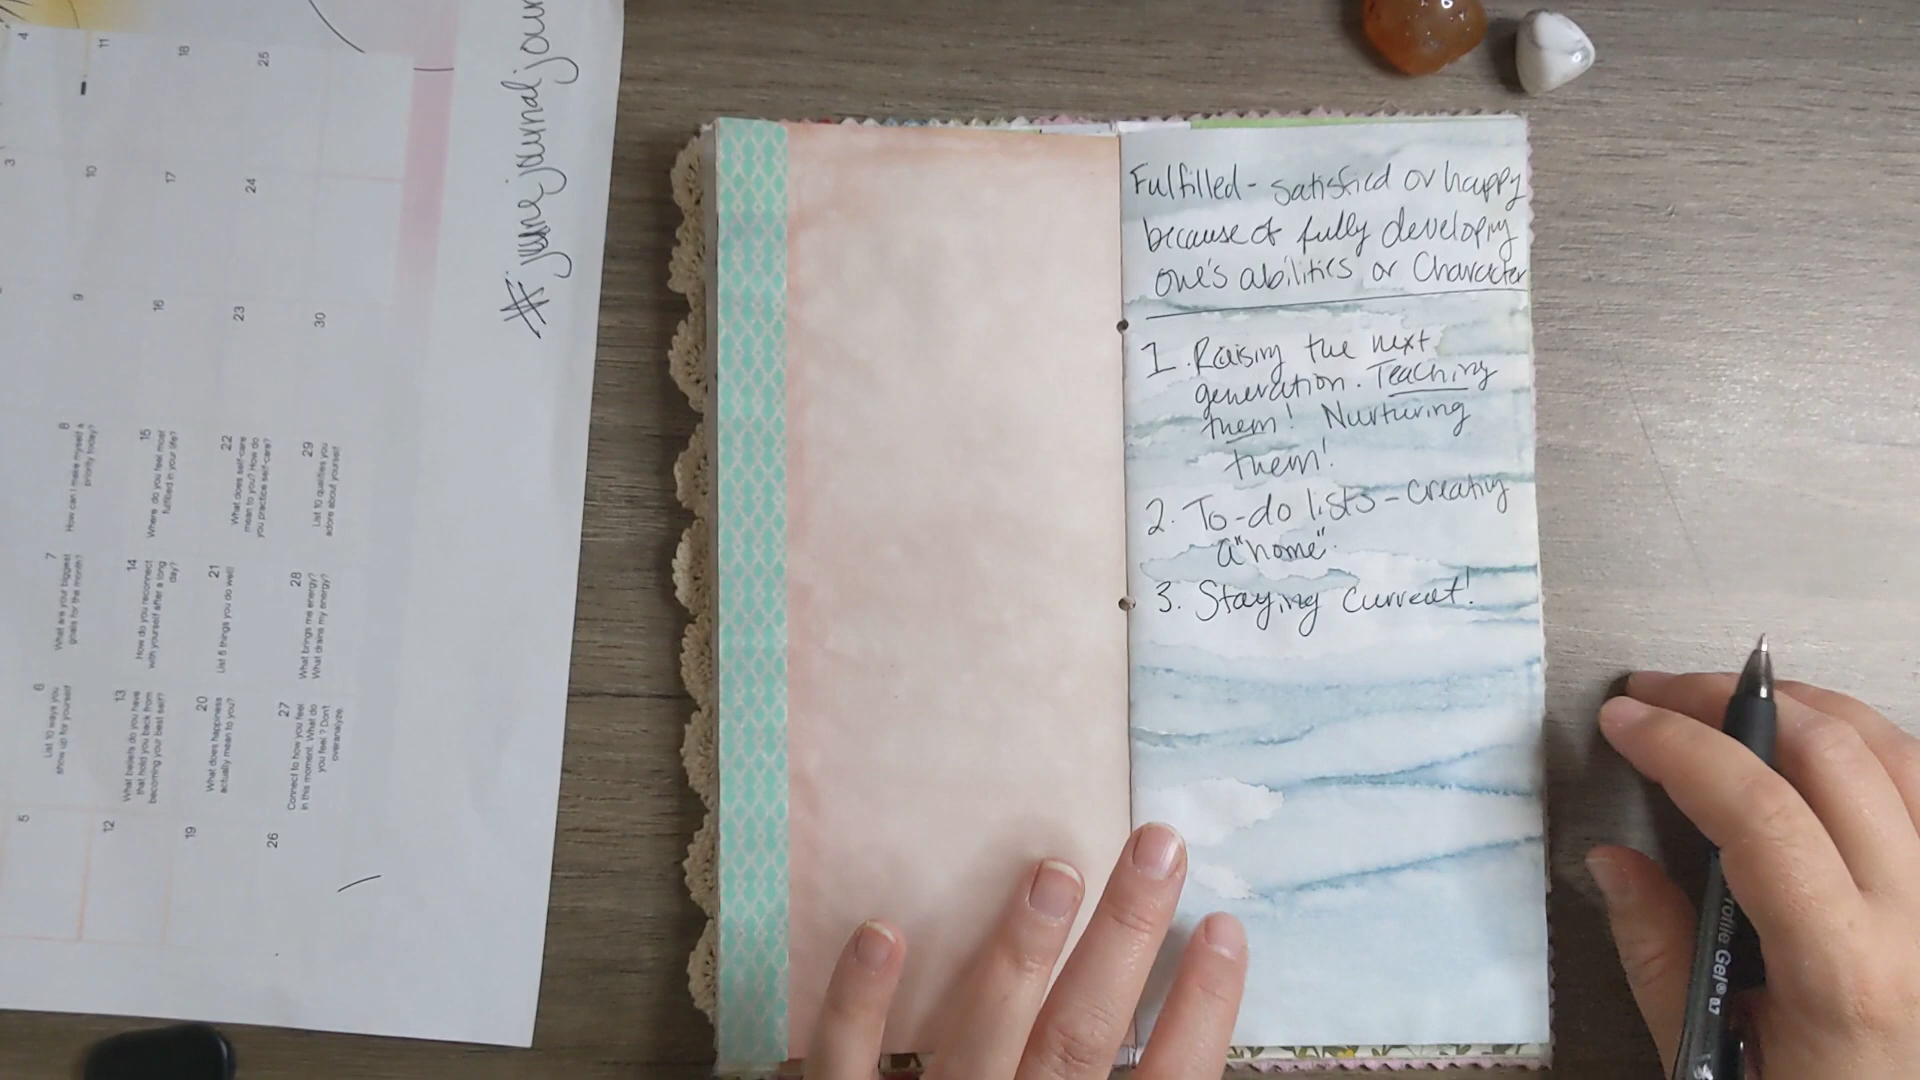 Fulfilled - satisfied or happy
because of fully developing
one's abilities or Character
1. Raising the next
generation. Teaching
them! Nurturing
them!
2. To-do lists - creating
a "home".
3. Staying Current!
#junejournaljour
4
11
18
25
3
10
17
24
9
16
23
30
8
How can I make myself a
priority today?
15
Where do you feel most
fulfilled in your life?
22
What does self-care
mean to you? How do
you practice self-care?
29
List 10 qualities you
adore about yourself
7
What are your biggest
goals for the month?
14
How do you reconnect
with yourself after a long
day?
21
List 6 things you do well!
28
What brings me energy?
What drains my energy?
6
List 10 ways you
show up for yourself
13
What beliefs do you have
that hold you back from
becoming your best self?
20
What does happiness
actually mean to you?
27
Connect to how you feel
in this moment. What do
you feel? Don't
overanalyze.
5
12
19
26
rofile Gel 0.7